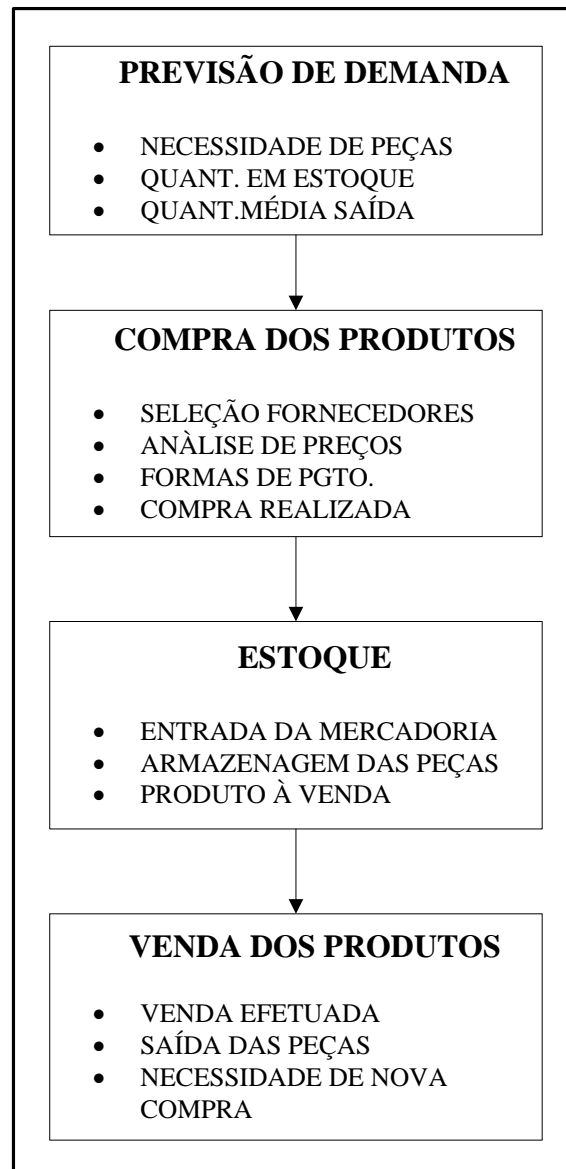 PREVISÃO DE DEMANDA
• NECESSIDADE DE PEÇAS
• QUANT. EM ESTOQUE
• QUANT.MÉDIA SAÍDA
COMPRA DOS PRODUTOS
• SELEÇÃO FORNECEDORES
• ANÀLISE DE PREÇOS
• FORMAS DE PGTO.
• COMPRA REALIZADA
ESTOQUE
• ENTRADA DA MERCADORIA
• ARMAZENAGEM DAS PEÇAS
• PRODUTO À VENDA
VENDA DOS PRODUTOS
• VENDA EFETUADA
• SAÍDA DAS PEÇAS
• NECESSIDADE DE NOVA
COMPRA